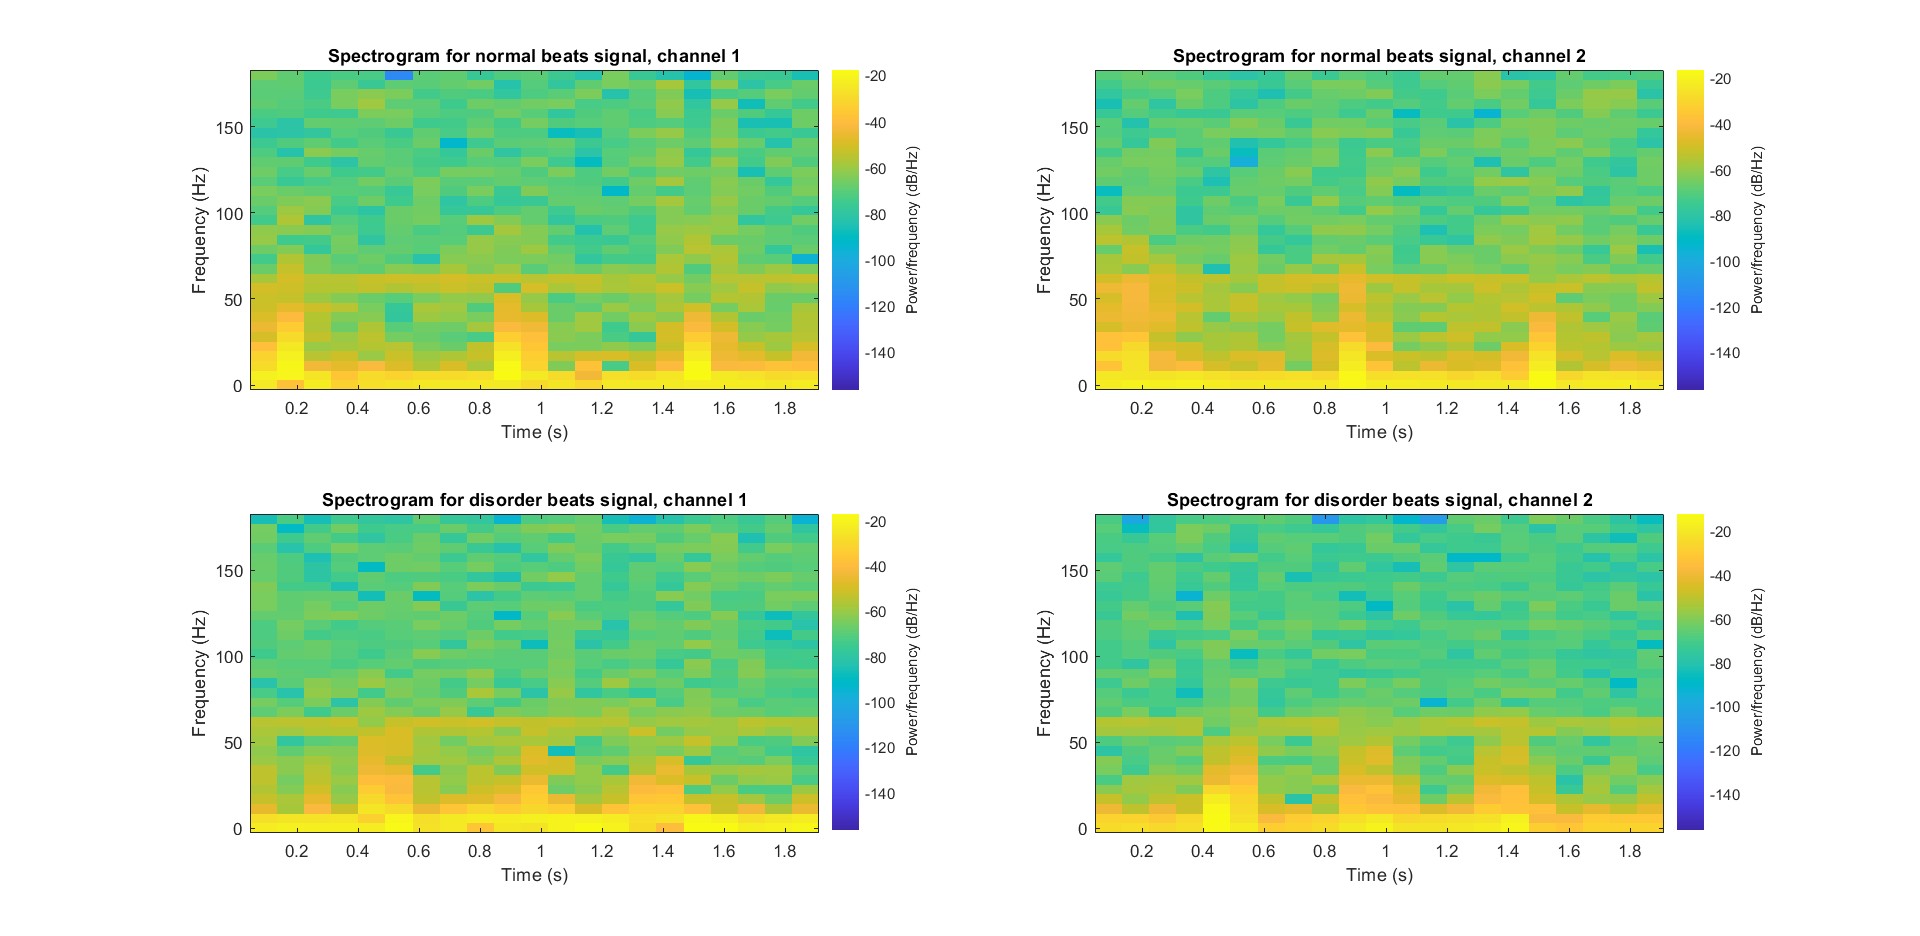 Spectrogram for normal beats signal, channel 1
150
100
50
0
Frequency (Hz)
0.2 0.4 0.6 0.8 1 1.2 1.4 1.6 1.8
Time (s)
-20
-40
-60
-80
-100
-120
-140
Power/frequency (dB/Hz)
Spectrogram for normal beats signal, channel 2
150
100
50
0
Frequency (Hz)
0.2 0.4 0.6 0.8 1 1.2 1.4 1.6 1.8
Time (s)
-20
-40
-60
-80
-100
-120
-140
Power/frequency (dB/Hz)
Spectrogram for disorder beats signal, channel 1
150
100
50
0
Frequency (Hz)
0.2 0.4 0.6 0.8 1 1.2 1.4 1.6 1.8
Time (s)
-20
-40
-60
-80
-100
-120
-140
Power/frequency (dB/Hz)
Spectrogram for disorder beats signal, channel 2
150
100
50
0
Frequency (Hz)
0.2 0.4 0.6 0.8 1 1.2 1.4 1.6 1.8
Time (s)
-20
-40
-60
-80
-100
-120
-140
Power/frequency (dB/Hz)